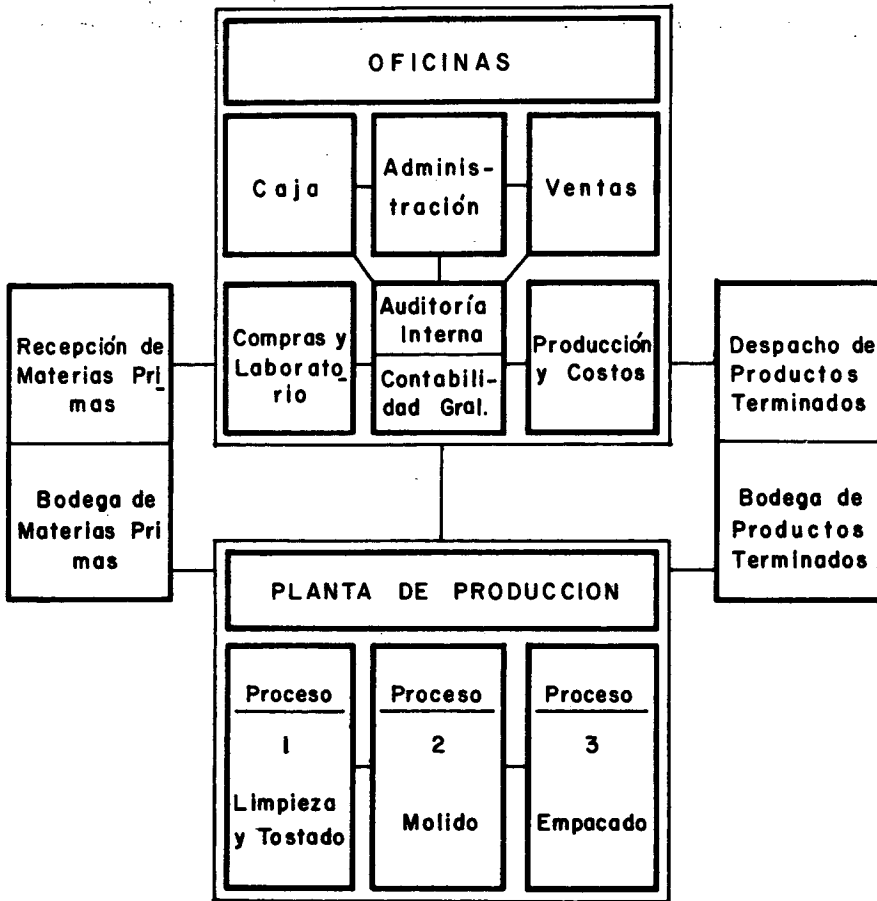 OFICINAS
Caja
Adminis-
tración
Ventas
Recepción de
Materias Pri
mas
Bodega de
Materias Pri
mas
Compras y
Laborato
rio
Auditoría
Interna
Contabili-
dad Gral.
Producción
y Costos
Despacho de
Productos
Terminados
Bodega de
Productos
Terminados
PLANTA DE PRODUCCION
Proceso
1
Limpieza
y Tostado
Proceso
2
Molido
Proceso
3
Empacado